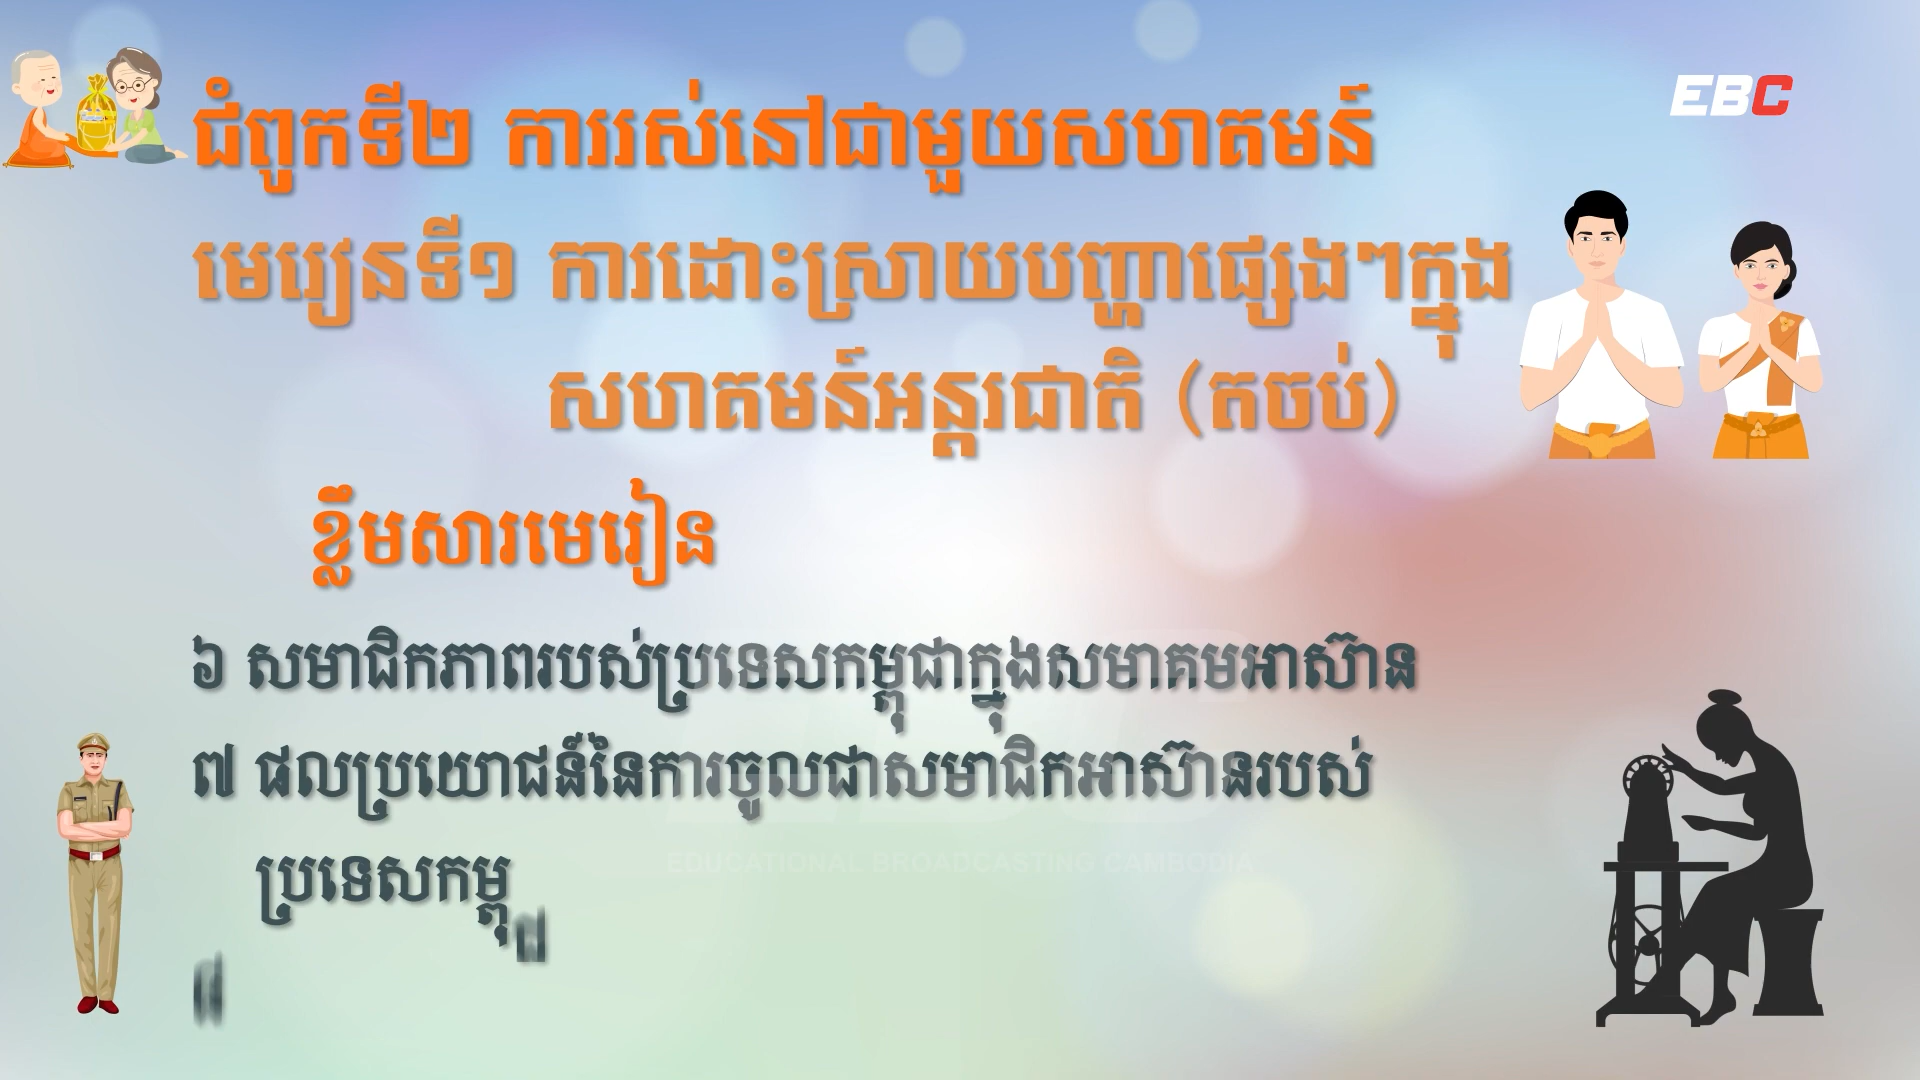 EBC
ជំពូកទី២ ការរស់នៅជាមួយសហគមន៍
មេរៀនទី១ ការដោះស្រាយបញ្ហាផ្សេងៗក្នុង
សហគមន៍អន្តរជាតិ (តចប់)
ខ្លឹមសារមេរៀន
៦ សមាជិកភាពរបស់ប្រទេសកម្ពុជាក្នុងសមាគមអាស៊ាន
៧ ផលប្រយោជន៍នៃការចូលជាសមាជិកអាស៊ានរបស់
ប្រទេសកម្ពុ
EDUCATIONAL BROADCASTING CAMBODIA